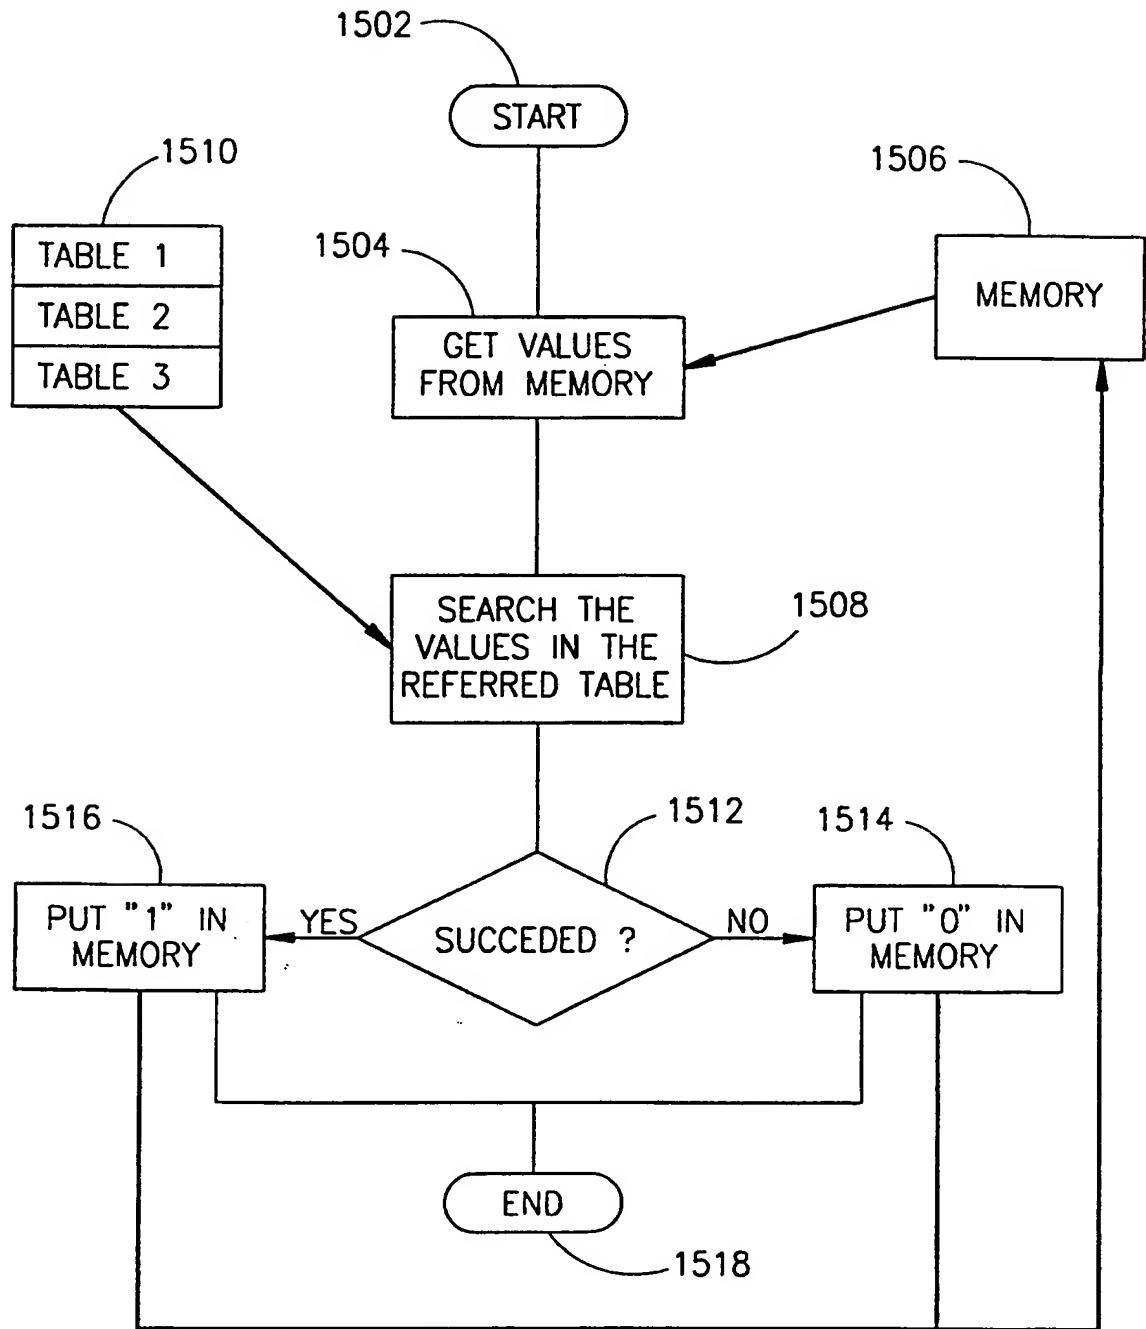 1502
START
1510
1506
TABLE 1
TABLE 2
TABLE 3
1504
MEMORY
GET VALUES
FROM MEMORY
SEARCH THE
VALUES IN THE
REFERRED TABLE
1508
1516
1512
1514
PUT "1" IN
MEMORY
YES
SUCCEDED ?
NO
PUT "0" IN
MEMORY
END
1518